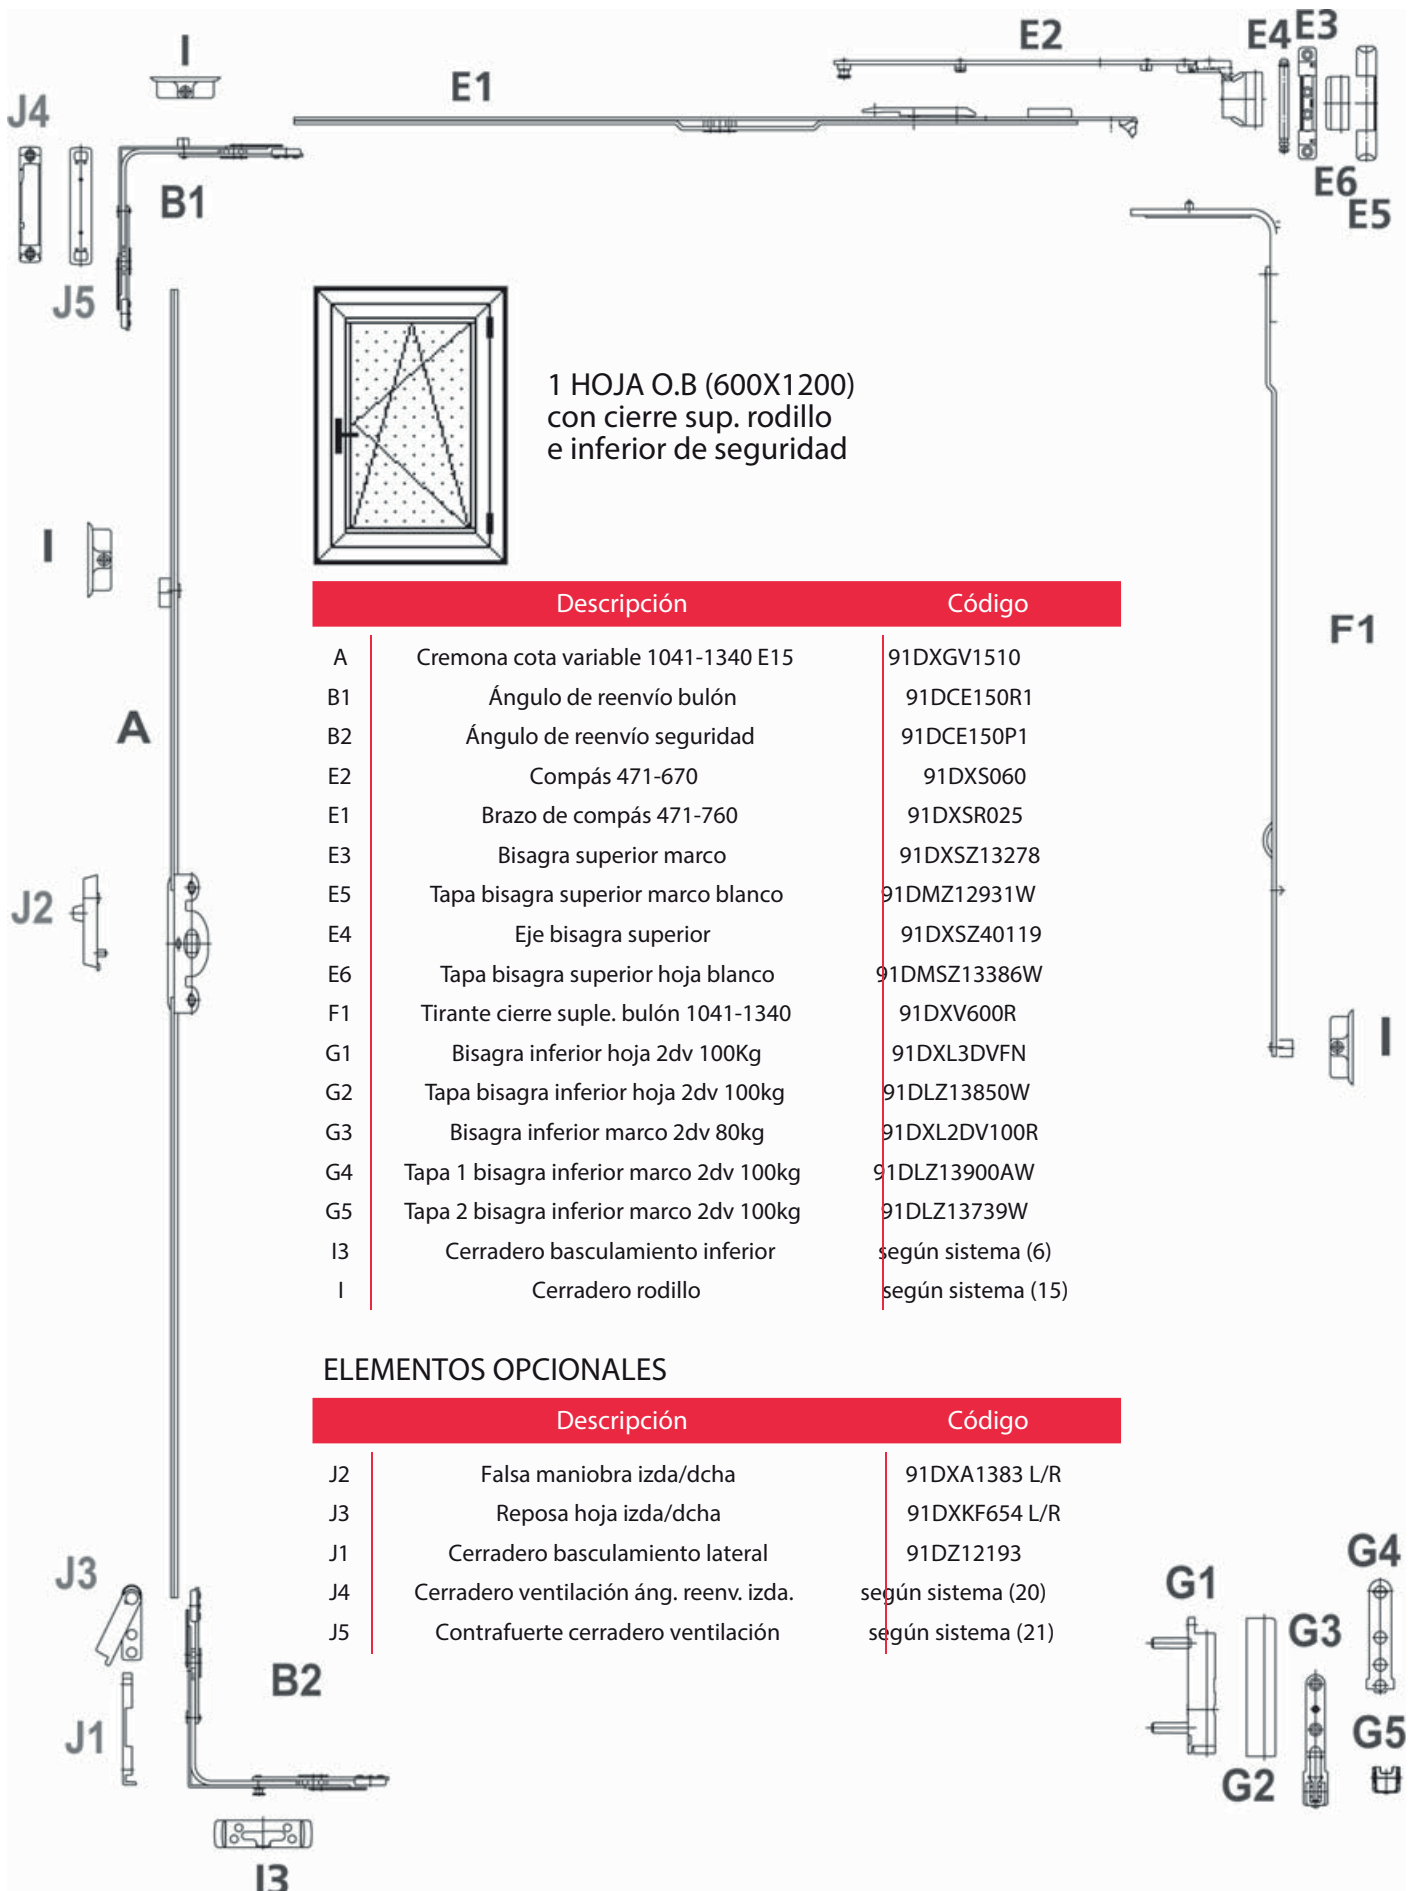 I
E1
E2
E4
E3
J4
B1
E6
E5
J5
1 HOJA O.B (600X1200)
con cierre sup. rodillo
e inferior de seguridad
I
Descripción Código
F1
A
A Cremona cota variable 1041-1340 E15 91DXGV1510
B1 Ángulo de reenvío bulón 91DCE150R1
B2 Ángulo de reenvío seguridad 91DCE150P1
E2 Compás 471-670 91DXS060
E1 Brazo de compás 471-760 91DXSR025
E3 Bisagra superior marco 91DXSZ13278
E5 Tapa bisagra superior marco blanco 91DMZ12931W
E4 Eje bisagra superior 91DXSZ40119
E6 Tapa bisagra superior hoja blanco 91DMSZ13386W
F1 Tirante cierre suple. bulón 1041-1340 91DXV600R
G1 Bisagra inferior hoja 2dv 100Kg 91DXL3DVFN
G2 Tapa bisagra inferior hoja 2dv 100kg 91DLZ13850W
G3 Bisagra inferior marco 2dv 80kg 91DXL2DV100R
G4 Tapa 1 bisagra inferior marco 2dv 100kg 91DLZ13900AW
G5 Tapa 2 bisagra inferior marco 2dv 100kg 91DLZ13739W
I3 Cerradero basculamiento inferior según sistema (6)
I Cerradero rodillo según sistema (15)
J2
I
ELEMENTOS OPCIONALES
Descripción Código
J2 Falsa maniobra izda/dcha 91DXA1383 L/R
J3 Reposa hoja izda/dcha 91DXKF654 L/R
J1 Cerradero basculamiento lateral 91DZ12193
J4 Cerradero ventilación áng. reenv. izda. según sistema (20)
J5 Contrafuerte cerradero ventilación según sistema (21)
J3
B2
J1
I3
G1
G4
G3
G5
G2